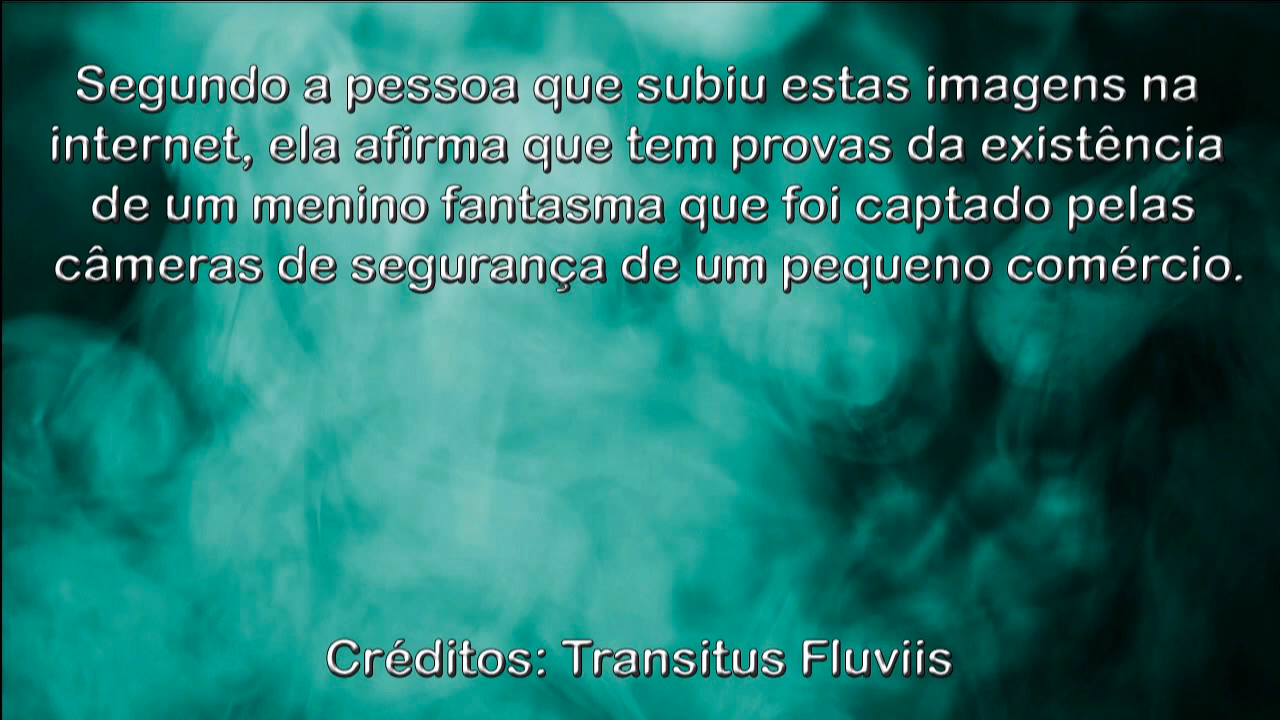 Segundo a pessoa que subiu estas imagens na
internet, ela afirma que tem provas da existência
de um menino fantasma que foi captado pelas
câmeras de segurança de um pequeno comércio.
Créditos: Transitus Fluviis